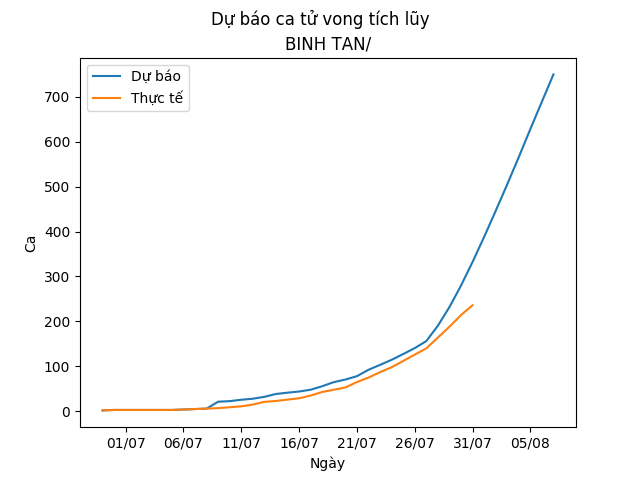 Dự báo ca tử vong tích lũy
BINH TAN/
Dự báo
Thực tế
700
600
500
400
300
200
100
0
Ca
01/07 06/07 11/07 16/07 21/07 26/07 31/07 05/08
Ngày